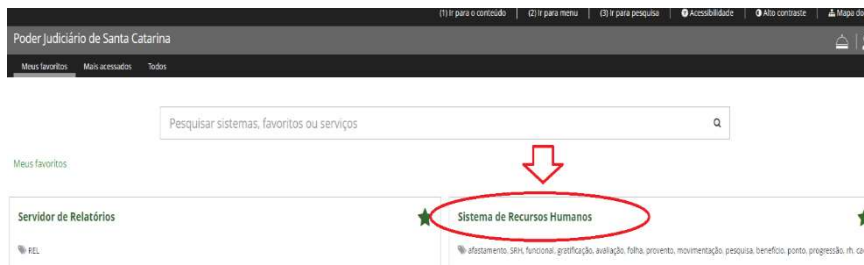 (1) Ir para o conteúdo | (2) Ir para menu | (3) Ir para pesquisa | Acessibilidade | Alto contraste | Mapa do
Poder Judiciário de Santa Catarina
Meus favoritos Mais acessados Todos
Pesquisar sistemas, favoritos ou serviços
Meus favoritos
Servidor de Relatórios
Sistema de Recursos Humanos
REL
afastamento, SRH, funcional, gratificação, avaliação, folha, provento, movimentação, pesquisa, benefício, ponto, progressão, rh,